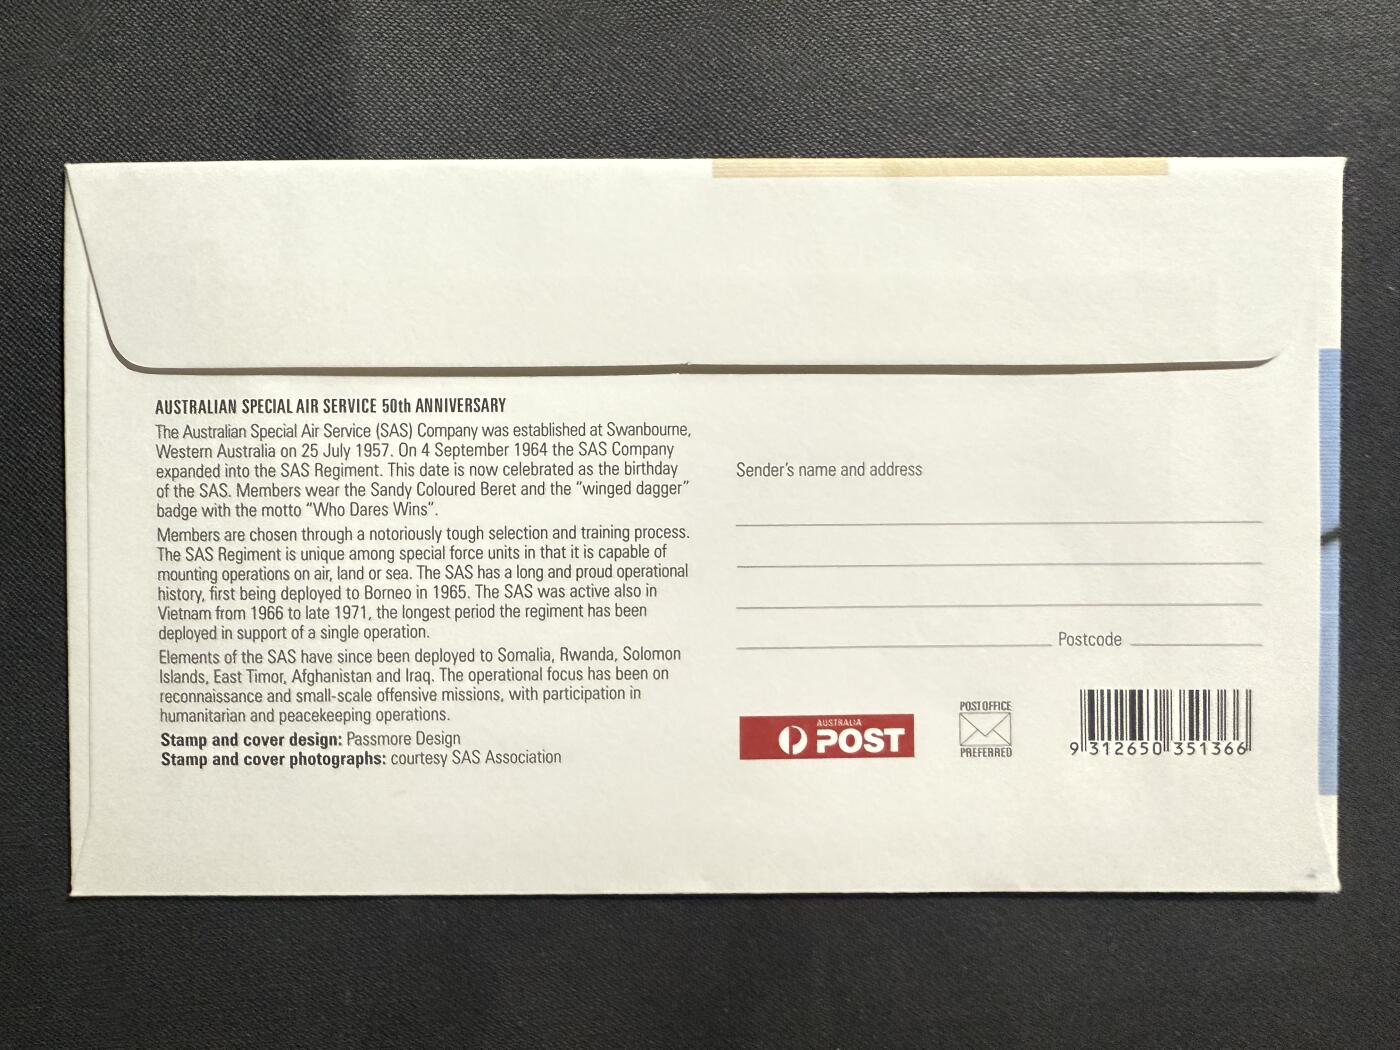 AUSTRALIAN SPECIAL AIR SERVICE 50th ANNIVERSARY
The Australian Special Air Service (SAS) Company was established at Swanbourne,
Western Australia on 25 July 1957. On 4 September 1964 the SAS Company
expanded into the SAS Regiment. This date is now celebrated as the birthday
of the SAS. Members wear the Sandy Coloured Beret and the "winged dagger"
badge with the motto "Who Dares Wins".
Members are chosen through a notoriously tough selection and training process.
The SAS Regiment is unique among special force units in that it is capable of
mounting operations on air, land or sea. The SAS has a long and proud operational
history, first being deployed to Borneo in 1965. The SAS was active also in
Vietnam from 1966 to late 1971, the longest period the regiment has been
deployed in support of a single operation.
Elements of the SAS have since been deployed to Somalia, Rwanda, Solomon
Islands, East Timor, Afghanistan and Iraq. The operational focus has been on
reconnaissance and small-scale offensive missions, with participation in
humanitarian and peacekeeping operations.
Stamp and cover design: Passmore Design
Stamp and cover photographs: courtesy SAS Association
Sender's name and address
Postcode
AUSTRALIA
POST
POST OFFICE
PREFERRED
9 312650 351366